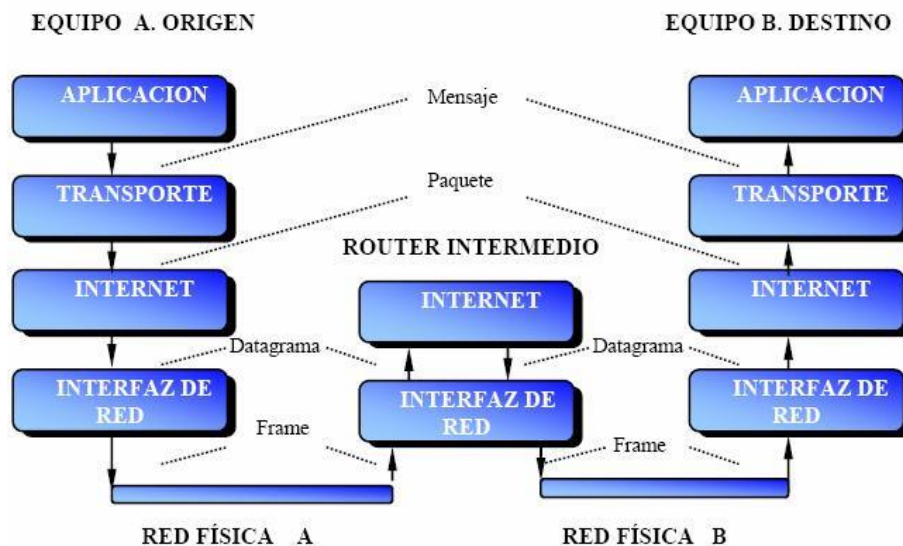 EQUIPO A. ORIGEN
EQUIPO B. DESTINO
APLICACION
APLICACION
Mensaje
TRANSPORTE
TRANSPORTE
Paquete
ROUTER INTERMEDIO
INTERNET
INTERNET
INTERNET
Datagrama
Datagrama
INTERFAZ DE
RED
INTERFAZ DE
RED
INTERFAZ DE
RED
Frame
Frame
RED FÍSICA A
RED FÍSICA B